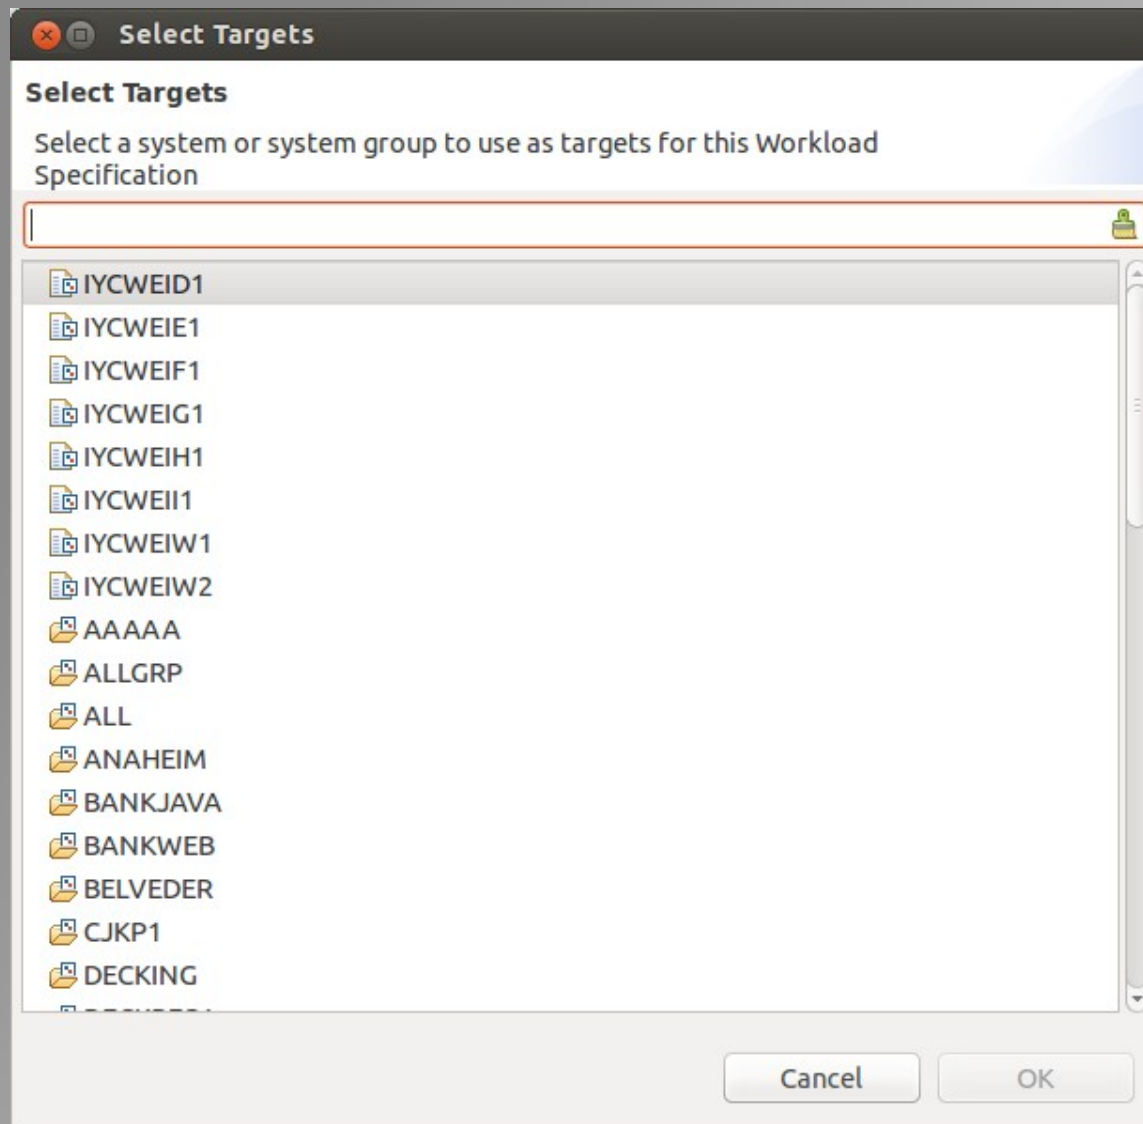 Select Targets
Select Targets
Select a system or system group to use as targets for this Workload
Specification
IYCWEID1
IYCWEIE1
IYCWEIF1
IYCWEIG1
IYCWEIH1
IYCWEII1
IYCWEIW1
IYCWEIW2
AAAAA
ALLGRP
ALL
ANAHEIM
BANKJAVA
BANKWEB
BELVEDER
CJKP1
DECKING
Cancel OK